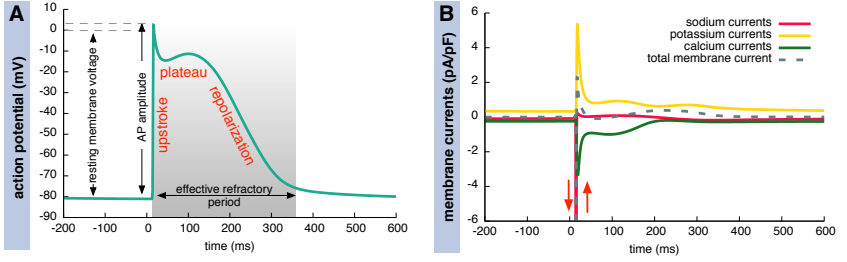 A
action potential (mV)
10
0
-10
-20
-30
-40
-50
-60
-70
-80
-90
resting membrane voltage
AP amplitude
upstroke
plateau
repolarization
effective refractory
period
-200
-100
0
100
200
300
400
500
600
time (ms)
B
membrane currents (pA/pF)
6
4
2
0
-2
-4
-6
sodium currents
potassium currents
calcium currents
total membrane current
-200
-100
0
100
200
300
400
500
600
time (ms)